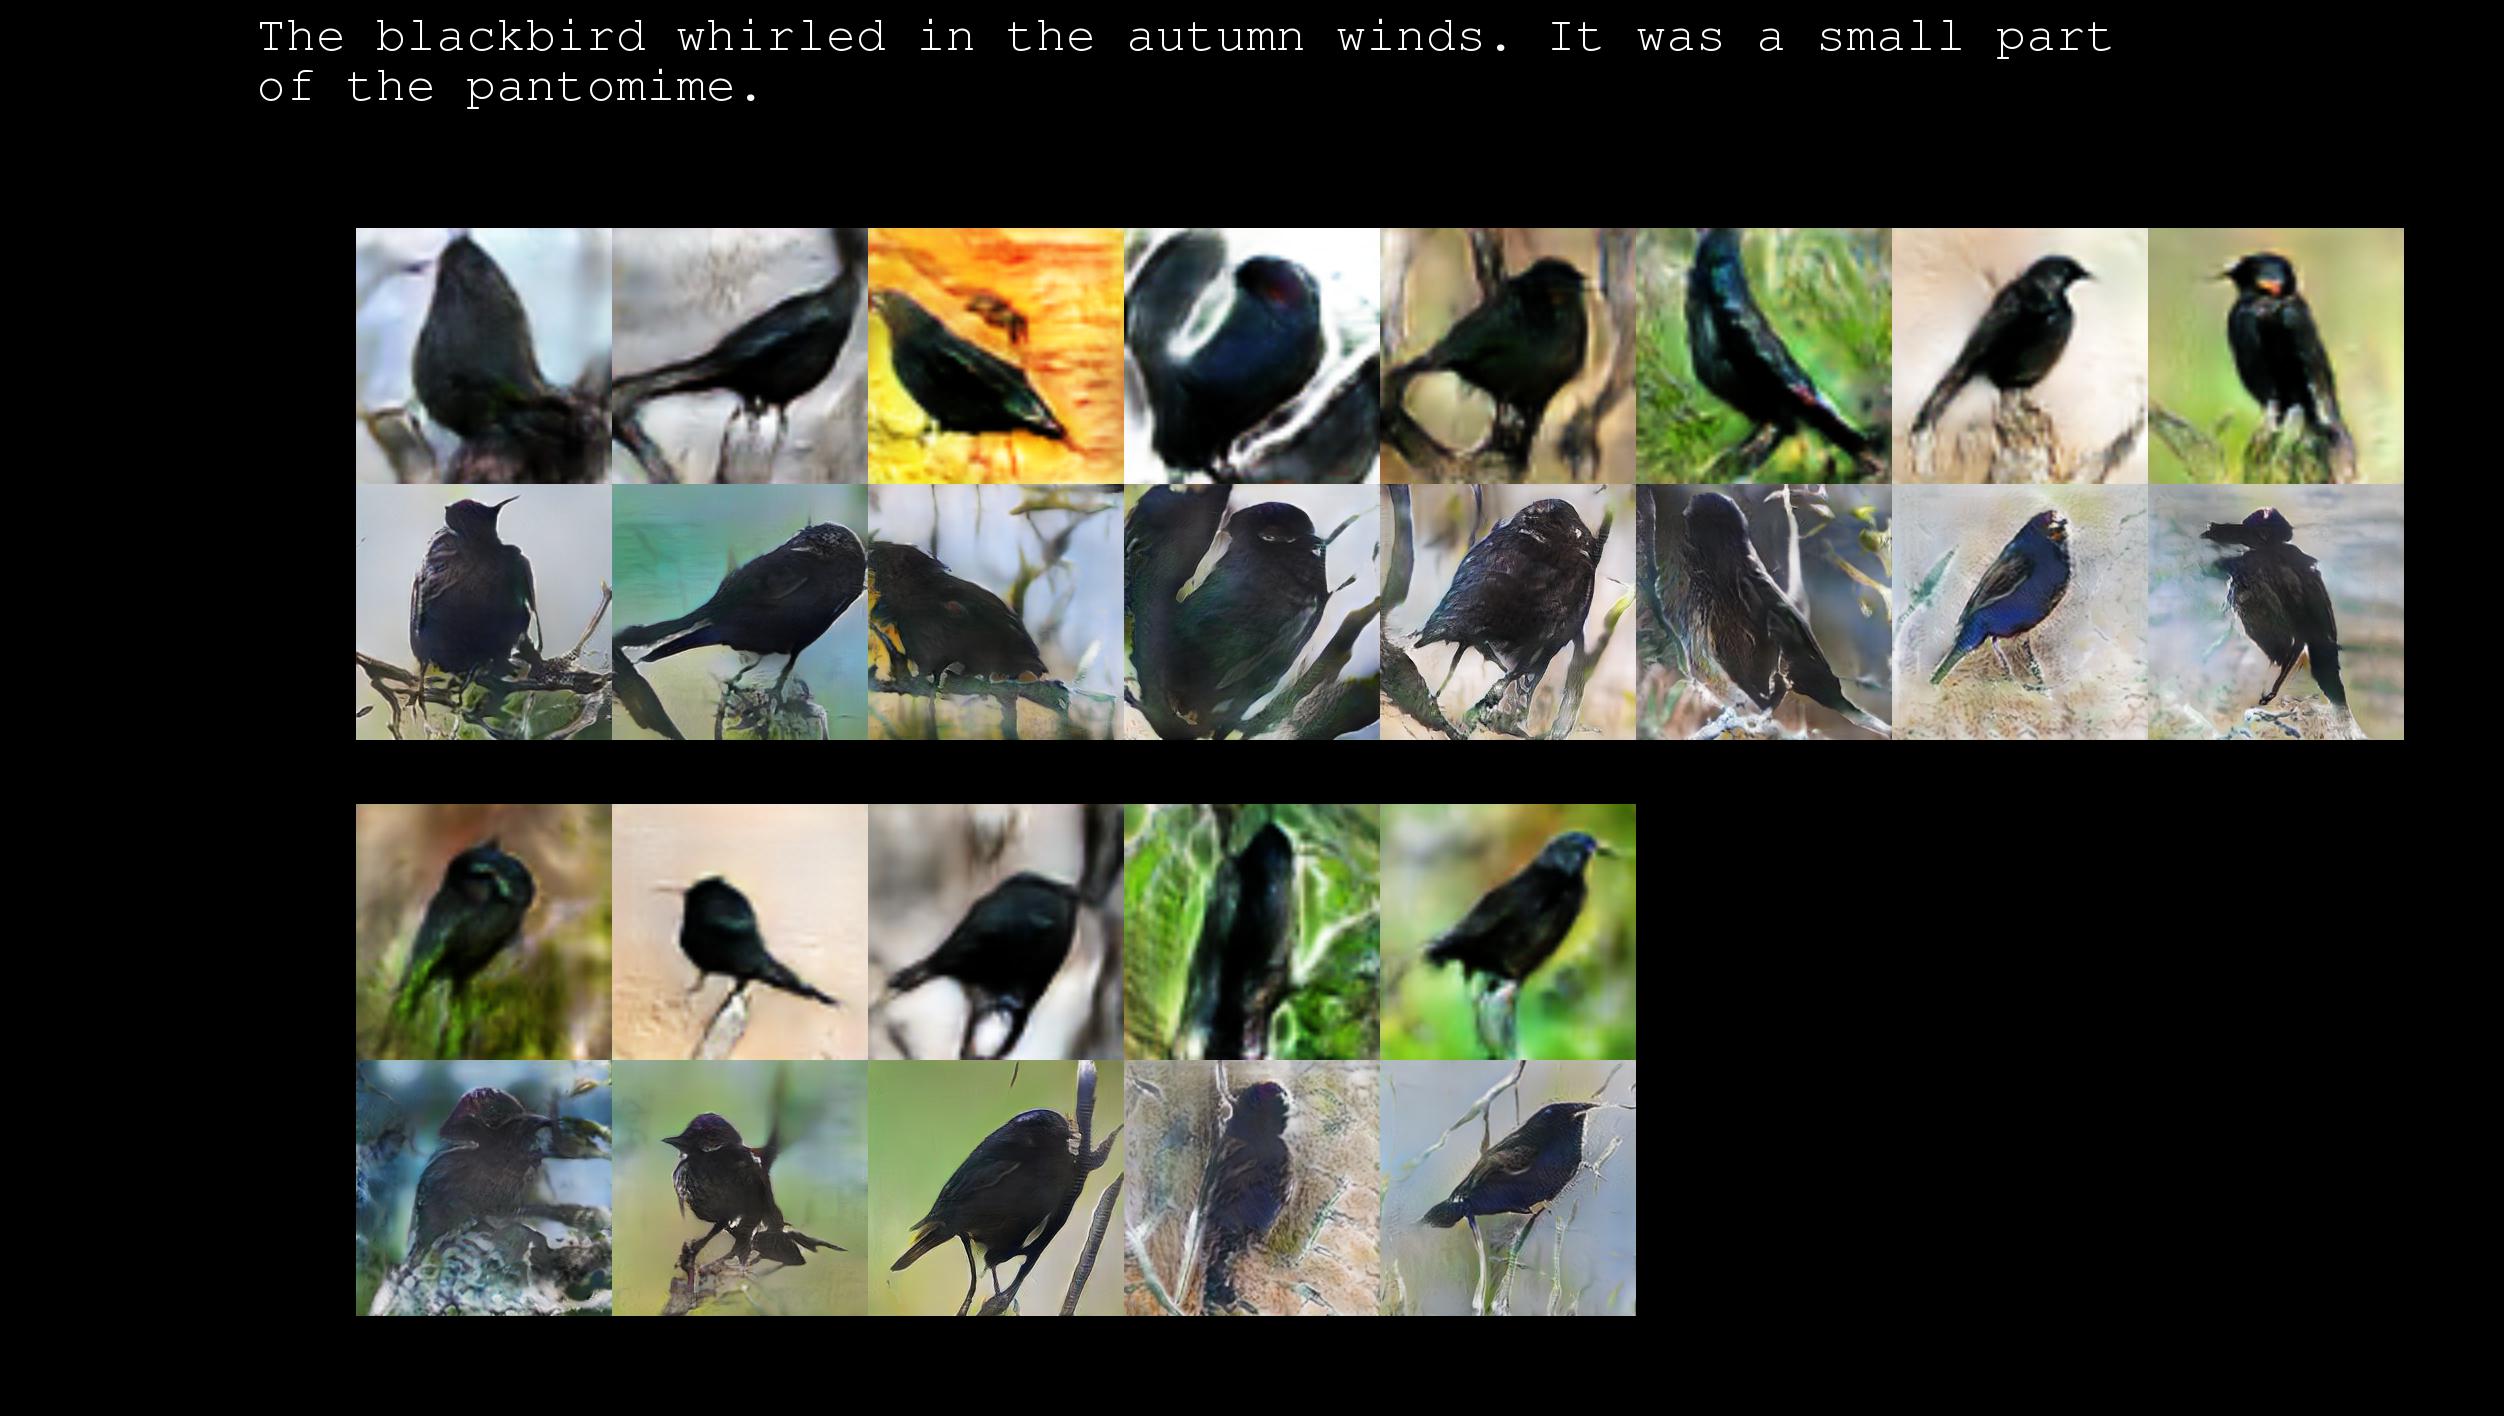 The blackbird whirled in the autumn winds. It was a small part
of the pantomime.